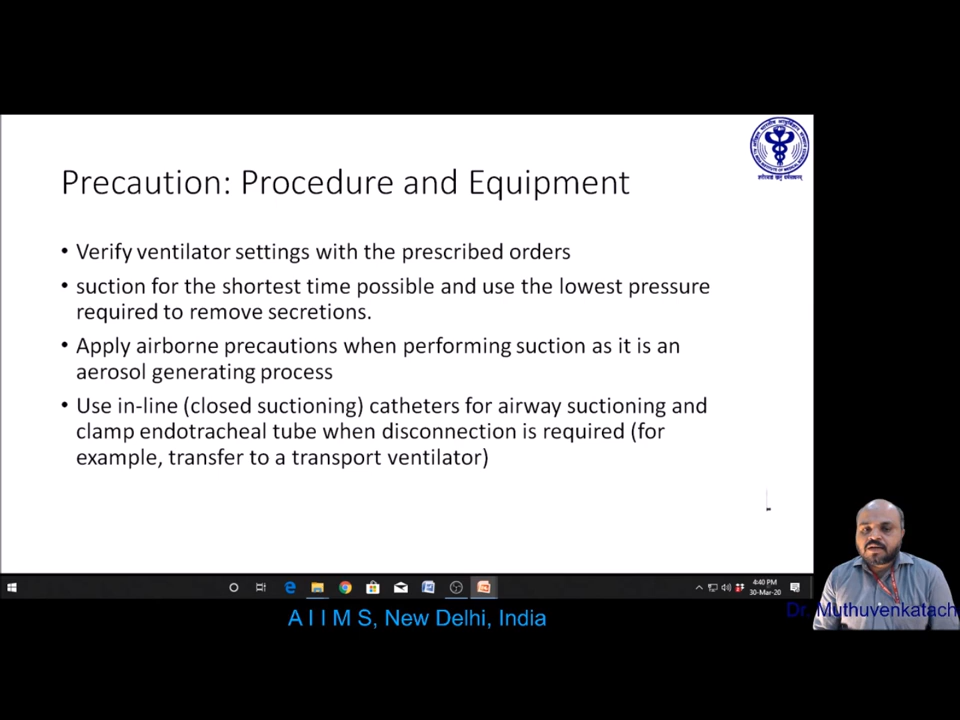 Precaution: Procedure and Equipment
• Verify ventilator settings with the prescribed orders
• suction for the shortest time possible and use the lowest pressure
required to remove secretions.
• Apply airborne precautions when performing suction as it is an
aerosol generating process
• Use in-line (closed suctioning) catheters for airway suctioning and
clamp endotracheal tube when disconnection is required (for
example, transfer to a transport ventilator)
4:40 PM
30-Mar-20
A I I M S, New Delhi, India
Dr. Muthuvenkatach